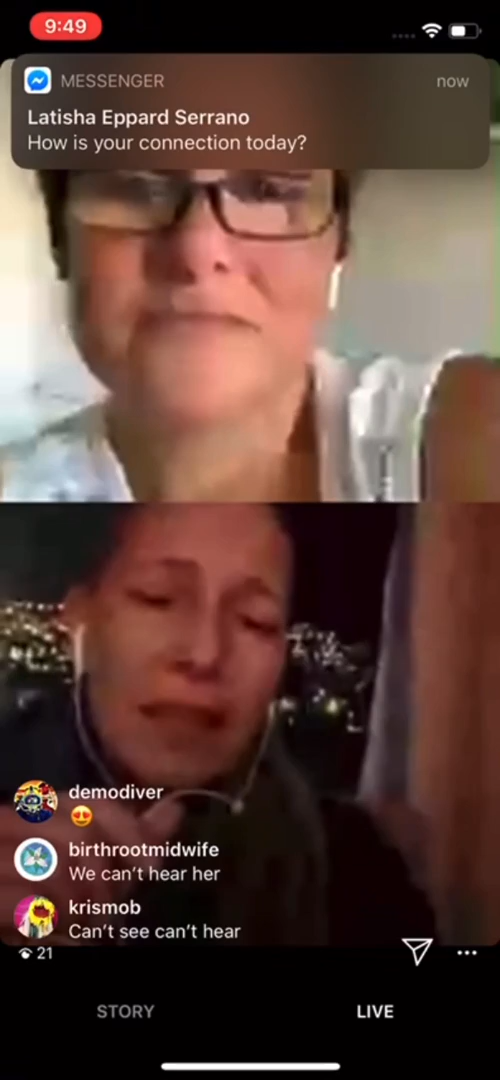 9:49
MESSENGER
now
Latisha Eppard Serrano
How is your connection today?
demodiver
😍
birthrootmidwife
We can't hear her
krismob
Can't see can't hear
21
STORY
LIVE